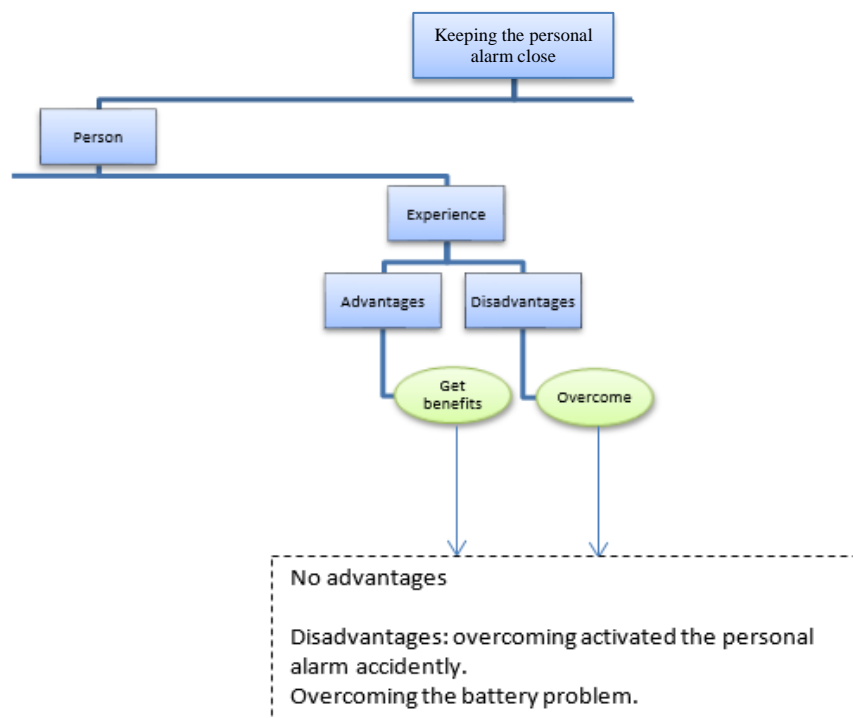 Keeping the personal
alarm close
Person
Experience
Advantages
Disadvantages
Get
benefits
Overcome
No advantages
Disadvantages: overcoming activated the personal
alarm accidently.
Overcoming the battery problem.